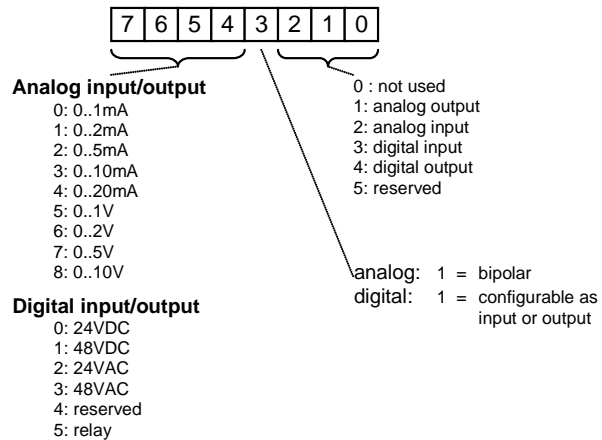 7 6 5 4 3 2 1 0
Analog input/output
0: 0..1mA
1: 0..2mA
2: 0..5mA
3: 0..10mA
4: 0..20mA
5: 0..1V
6: 0..2V
7: 0..5V
8: 0..10V
Digital input/output
0: 24VDC
1: 48VDC
2: 24VAC
3: 48VAC
4: reserved
5: relay
0 : not used
1: analog output
2: analog input
3: digital input
4: digital output
5: reserved
analog: 1 = bipolar
digital: 1 = configurable as
input or output